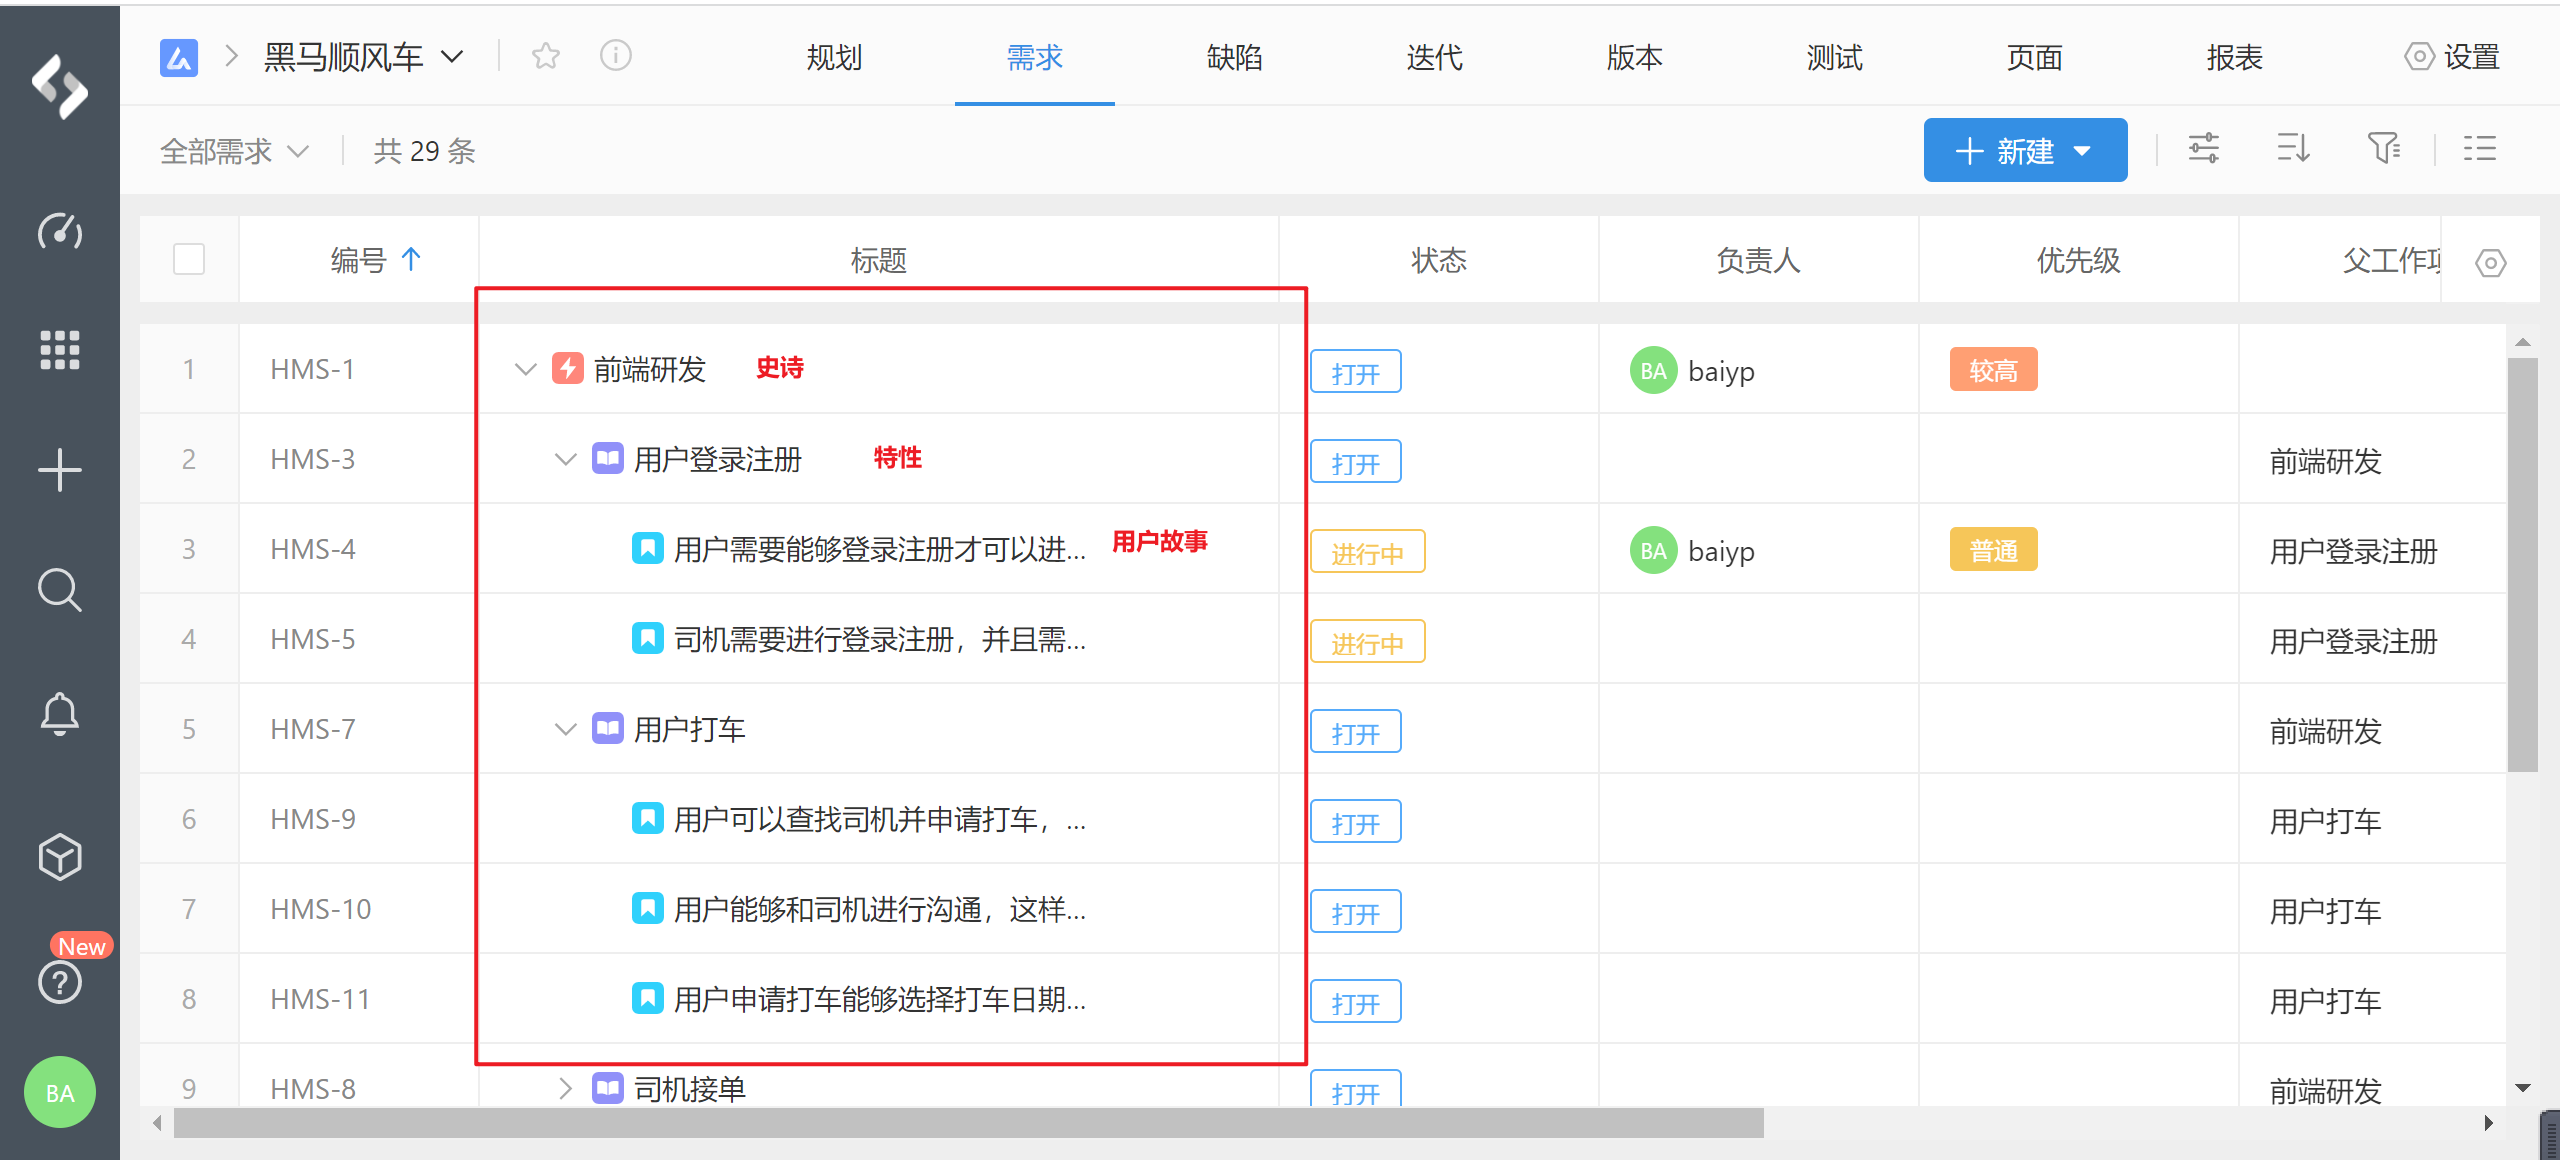 黑马顺风车 规划 需求 缺陷 迭代 版本 测试 页面 报表 设置
全部需求 共 29 条 新建
编号 标题 状态 负责人 优先级 父工作项
1 HMS-1 前端研发 史诗 打开 BA baiyp 较高
2 HMS-3 用户登录注册 特性 打开 前端研发
3 HMS-4 用户需要能够登录注册才可以进... 用户故事 进行中 BA baiyp 普通 用户登录注册
4 HMS-5 司机需要进行登录注册，并且需... 进行中 用户登录注册
5 HMS-7 用户打车 打开 前端研发
6 HMS-9 用户可以查找司机并申请打车，... 打开 用户打车
7 HMS-10 用户能够和司机进行沟通，这样... 打开 用户打车
8 HMS-11 用户申请打车能够选择打车日期... 打开 用户打车
9 HMS-8 司机接单 打开 前端研发
New
BA